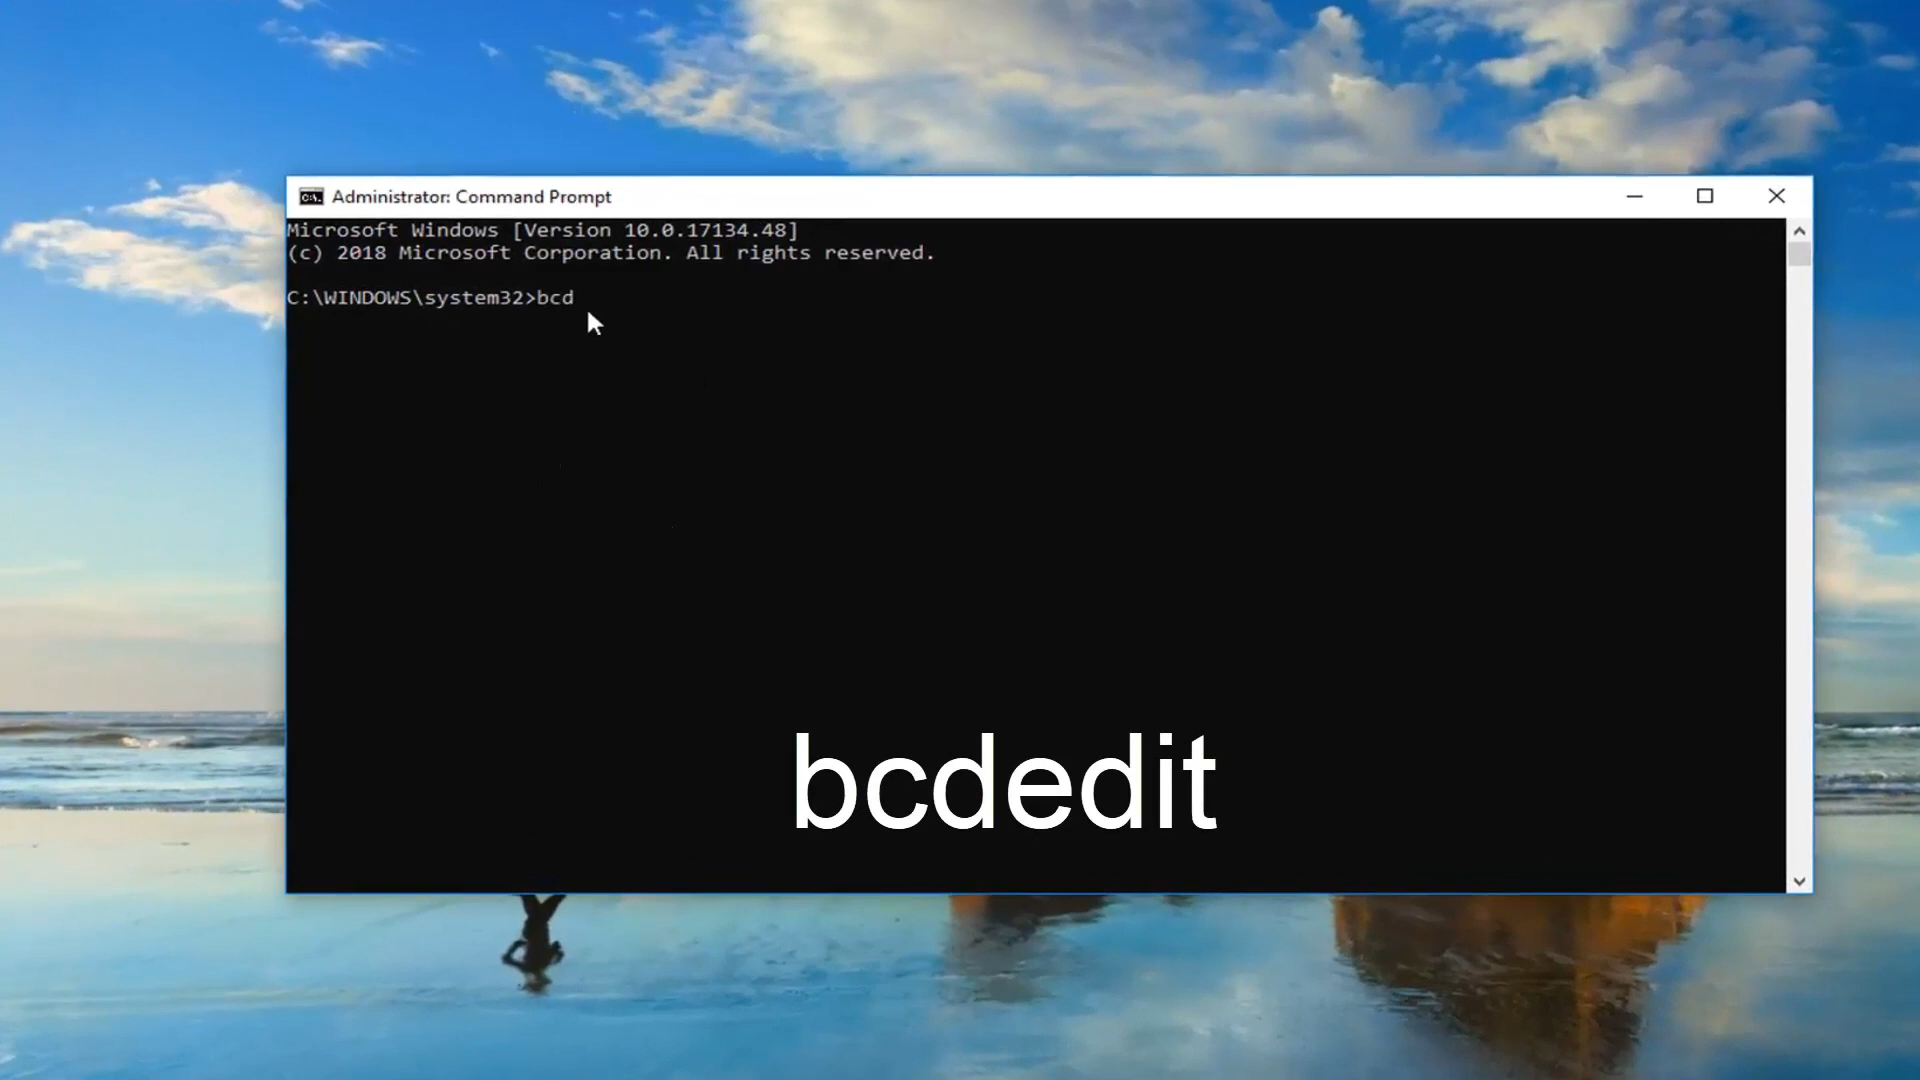 Administrator: Command Prompt
Microsoft Windows [Version 10.0.17134.48]
(c) 2018 Microsoft Corporation. All rights reserved.
C:\WINDOWS\system32>bcd
bcdedit